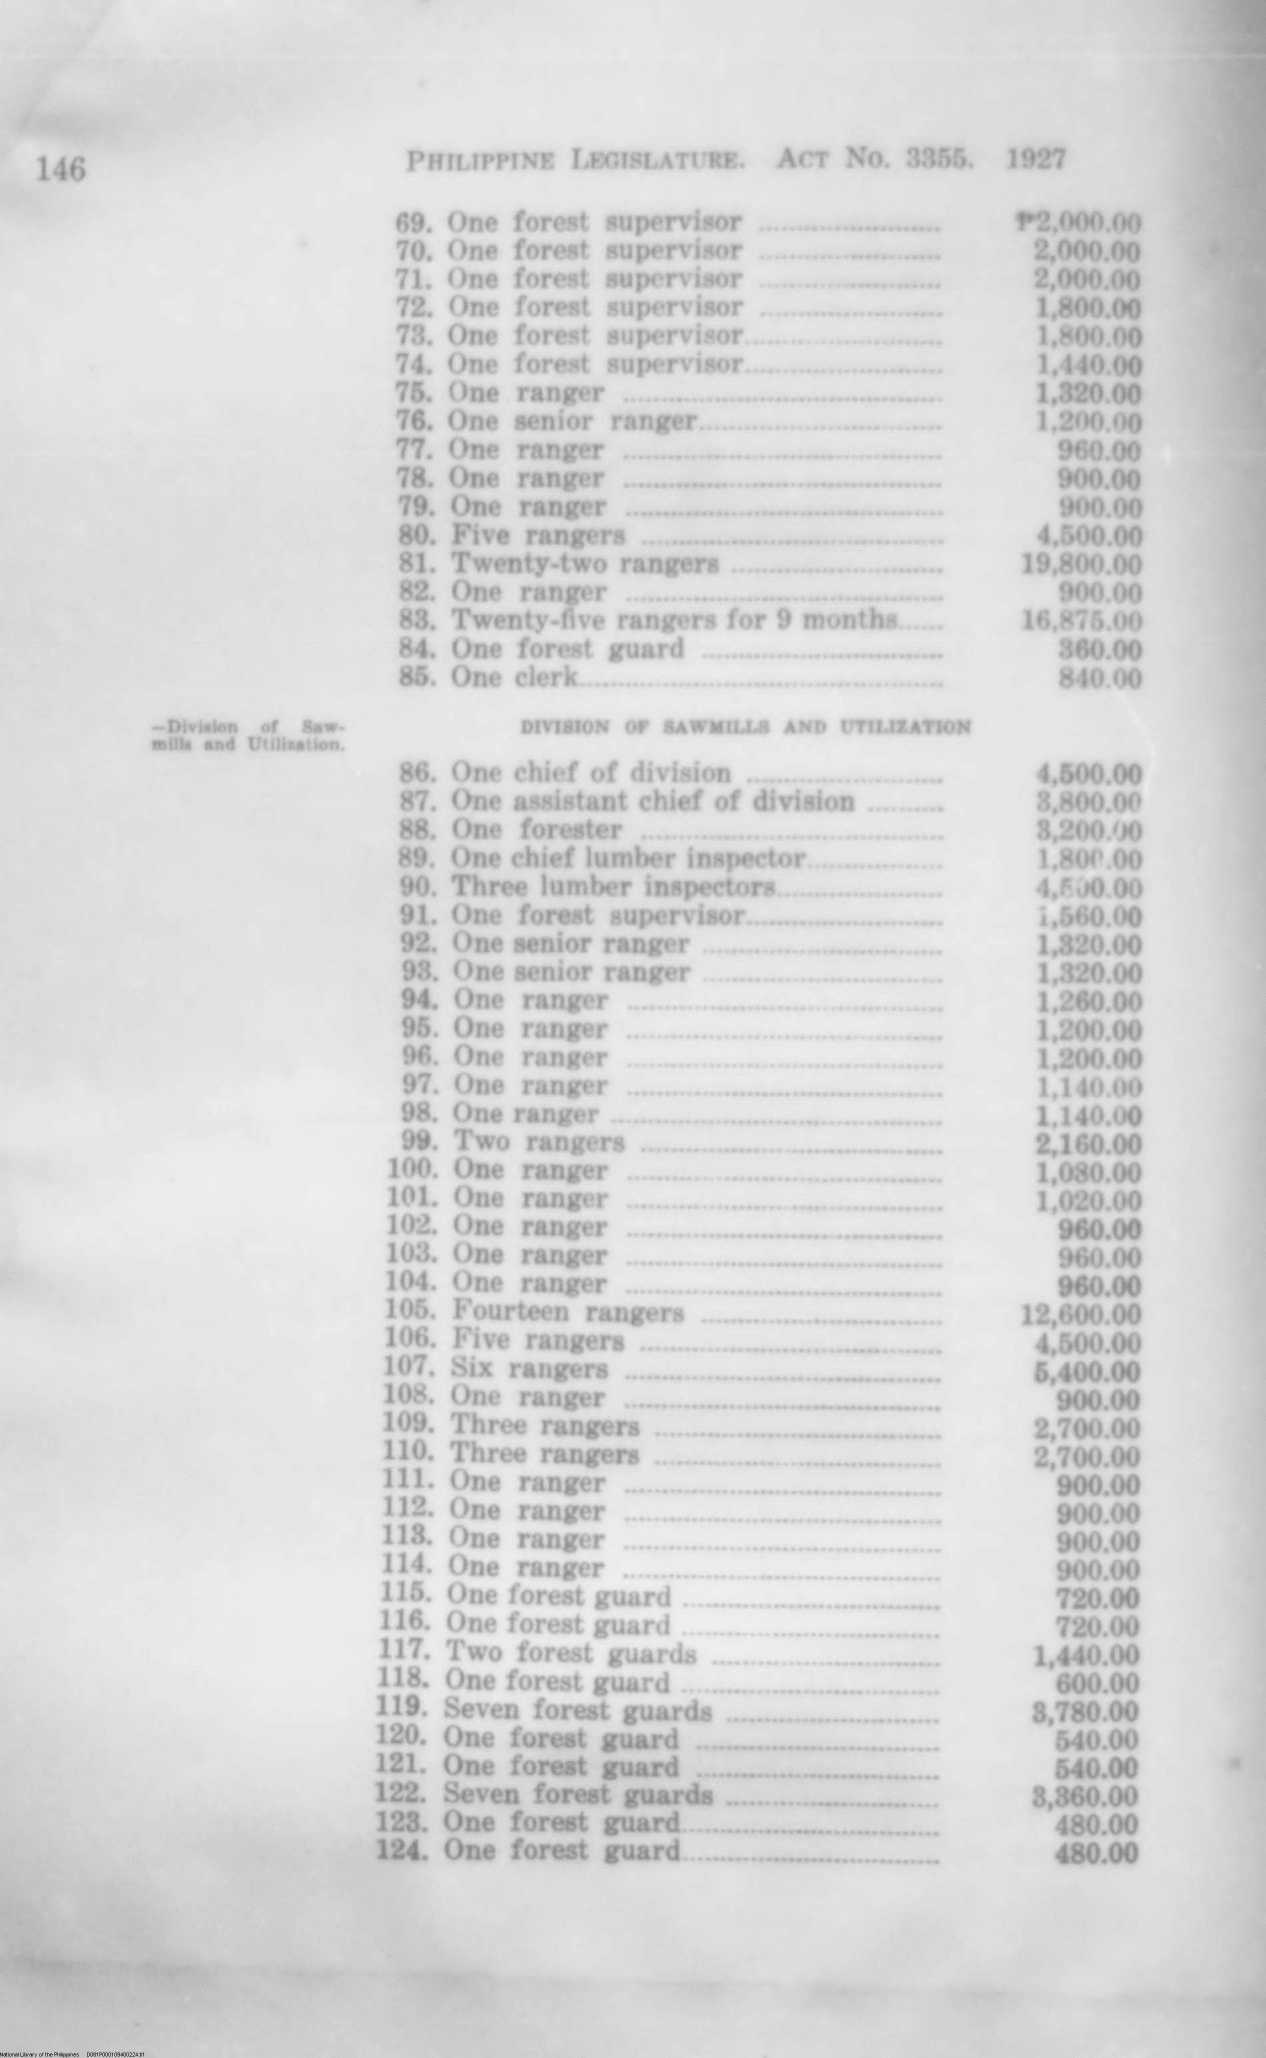 146
PHILIPPINE LEGISLATURE. ACT NO. 3355. 1927
69. One forest supervisor ........................ ₱2,000.00
70. One forest supervisor ........................ 2,000.00
71. One forest supervisor ........................ 2,000.00
72. One forest supervisor ........................ 1,800.00
73. One forest supervisor........................ 1,800.00
74. One forest supervisor........................ 1,440.00
75. One ranger ........................ 1,320.00
76. One senior ranger........................ 1,200.00
77. One ranger ........................ 960.00
78. One ranger ........................ 900.00
79. One ranger ........................ 900.00
80. Five rangers ........................ 4,500.00
81. Twenty-two rangers ........................ 19,800.00
82. One ranger ........................ 900.00
83. Twenty-five rangers for 9 months...... 16,875.00
84. One forest guard ........................ 360.00
85. One clerk........................ 840.00
—Division of Saw-
mills and Utilization.
DIVISION OF SAWMILLS AND UTILIZATION
86. One chief of division ........................ 4,500.00
87. One assistant chief of division .......... 3,800.00
88. One forester ........................ 3,200.00
89. One chief lumber inspector................ 1,800.00
90. Three lumber inspectors.................... 4,500.00
91. One forest supervisor........................ 1,560.00
92. One senior ranger ........................ 1,320.00
93. One senior ranger ........................ 1,320.00
94. One ranger ........................ 1,260.00
95. One ranger ........................ 1,200.00
96. One ranger ........................ 1,200.00
97. One ranger ........................ 1,140.00
98. One ranger ........................ 1,140.00
99. Two rangers ........................ 2,160.00
100. One ranger ........................ 1,080.00
101. One ranger ........................ 1,020.00
102. One ranger ........................ 960.00
103. One ranger ........................ 960.00
104. One ranger ........................ 960.00
105. Fourteen rangers ........................ 12,600.00
106. Five rangers ........................ 4,500.00
107. Six rangers ........................ 5,400.00
108. One ranger ........................ 900.00
109. Three rangers ........................ 2,700.00
110. Three rangers ........................ 2,700.00
111. One ranger ........................ 900.00
112. One ranger ........................ 900.00
113. One ranger ........................ 900.00
114. One ranger ........................ 900.00
115. One forest guard ........................ 720.00
116. One forest guard ........................ 720.00
117. Two forest guards ........................ 1,440.00
118. One forest guard ........................ 600.00
119. Seven forest guards ........................ 3,780.00
120. One forest guard ........................ 540.00
121. One forest guard ........................ 540.00
122. Seven forest guards ........................ 3,360.00
123. One forest guard........................ 480.00
124. One forest guard........................ 480.00
National Library of the Philippines